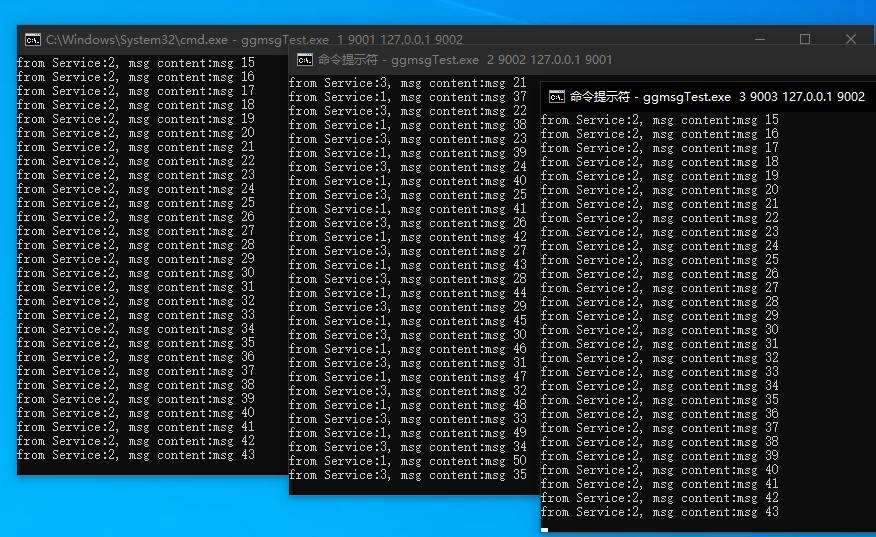 C:\Windows\System32\cmd.exe - ggmsgTest.exe  1 9001 127.0.0.1 9002
from Service:2, msg content:msg 15
from Service:2, msg content:msg 16
from Service:2, msg content:msg 17
from Service:2, msg content:msg 18
from Service:2, msg content:msg 19
from Service:2, msg content:msg 20
from Service:2, msg content:msg 21
from Service:2, msg content:msg 22
from Service:2, msg content:msg 23
from Service:2, msg content:msg 24
from Service:2, msg content:msg 25
from Service:2, msg content:msg 26
from Service:2, msg content:msg 27
from Service:2, msg content:msg 28
from Service:2, msg content:msg 29
from Service:2, msg content:msg 30
from Service:2, msg content:msg 31
from Service:2, msg content:msg 32
from Service:2, msg content:msg 33
from Service:2, msg content:msg 34
from Service:2, msg content:msg 35
from Service:2, msg content:msg 36
from Service:2, msg content:msg 37
from Service:2, msg content:msg 38
from Service:2, msg content:msg 39
from Service:2, msg content:msg 40
from Service:2, msg content:msg 41
from Service:2, msg content:msg 42
from Service:2, msg content:msg 43
命令提示符 - ggmsgTest.exe  2 9002 127.0.0.1 9001
from Service:3, msg content:msg 21
from Service:1, msg content:msg 37
from Service:3, msg content:msg 22
from Service:1, msg content:msg 38
from Service:3, msg content:msg 23
from Service:1, msg content:msg 39
from Service:3, msg content:msg 24
from Service:1, msg content:msg 40
from Service:3, msg content:msg 25
from Service:1, msg content:msg 41
from Service:3, msg content:msg 26
from Service:1, msg content:msg 42
from Service:3, msg content:msg 27
from Service:1, msg content:msg 43
from Service:3, msg content:msg 28
from Service:1, msg content:msg 44
from Service:3, msg content:msg 29
from Service:1, msg content:msg 45
from Service:3, msg content:msg 30
from Service:1, msg content:msg 46
from Service:3, msg content:msg 31
from Service:1, msg content:msg 47
from Service:3, msg content:msg 32
from Service:1, msg content:msg 48
from Service:3, msg content:msg 33
from Service:1, msg content:msg 49
from Service:3, msg content:msg 34
from Service:1, msg content:msg 50
from Service:3, msg content:msg 35
命令提示符 - ggmsgTest.exe  3 9003 127.0.0.1 9002
from Service:2, msg content:msg 15
from Service:2, msg content:msg 16
from Service:2, msg content:msg 17
from Service:2, msg content:msg 18
from Service:2, msg content:msg 19
from Service:2, msg content:msg 20
from Service:2, msg content:msg 21
from Service:2, msg content:msg 22
from Service:2, msg content:msg 23
from Service:2, msg content:msg 24
from Service:2, msg content:msg 25
from Service:2, msg content:msg 26
from Service:2, msg content:msg 27
from Service:2, msg content:msg 28
from Service:2, msg content:msg 29
from Service:2, msg content:msg 30
from Service:2, msg content:msg 31
from Service:2, msg content:msg 32
from Service:2, msg content:msg 33
from Service:2, msg content:msg 34
from Service:2, msg content:msg 35
from Service:2, msg content:msg 36
from Service:2, msg content:msg 37
from Service:2, msg content:msg 38
from Service:2, msg content:msg 39
from Service:2, msg content:msg 40
from Service:2, msg content:msg 41
from Service:2, msg content:msg 42
from Service:2, msg content:msg 43